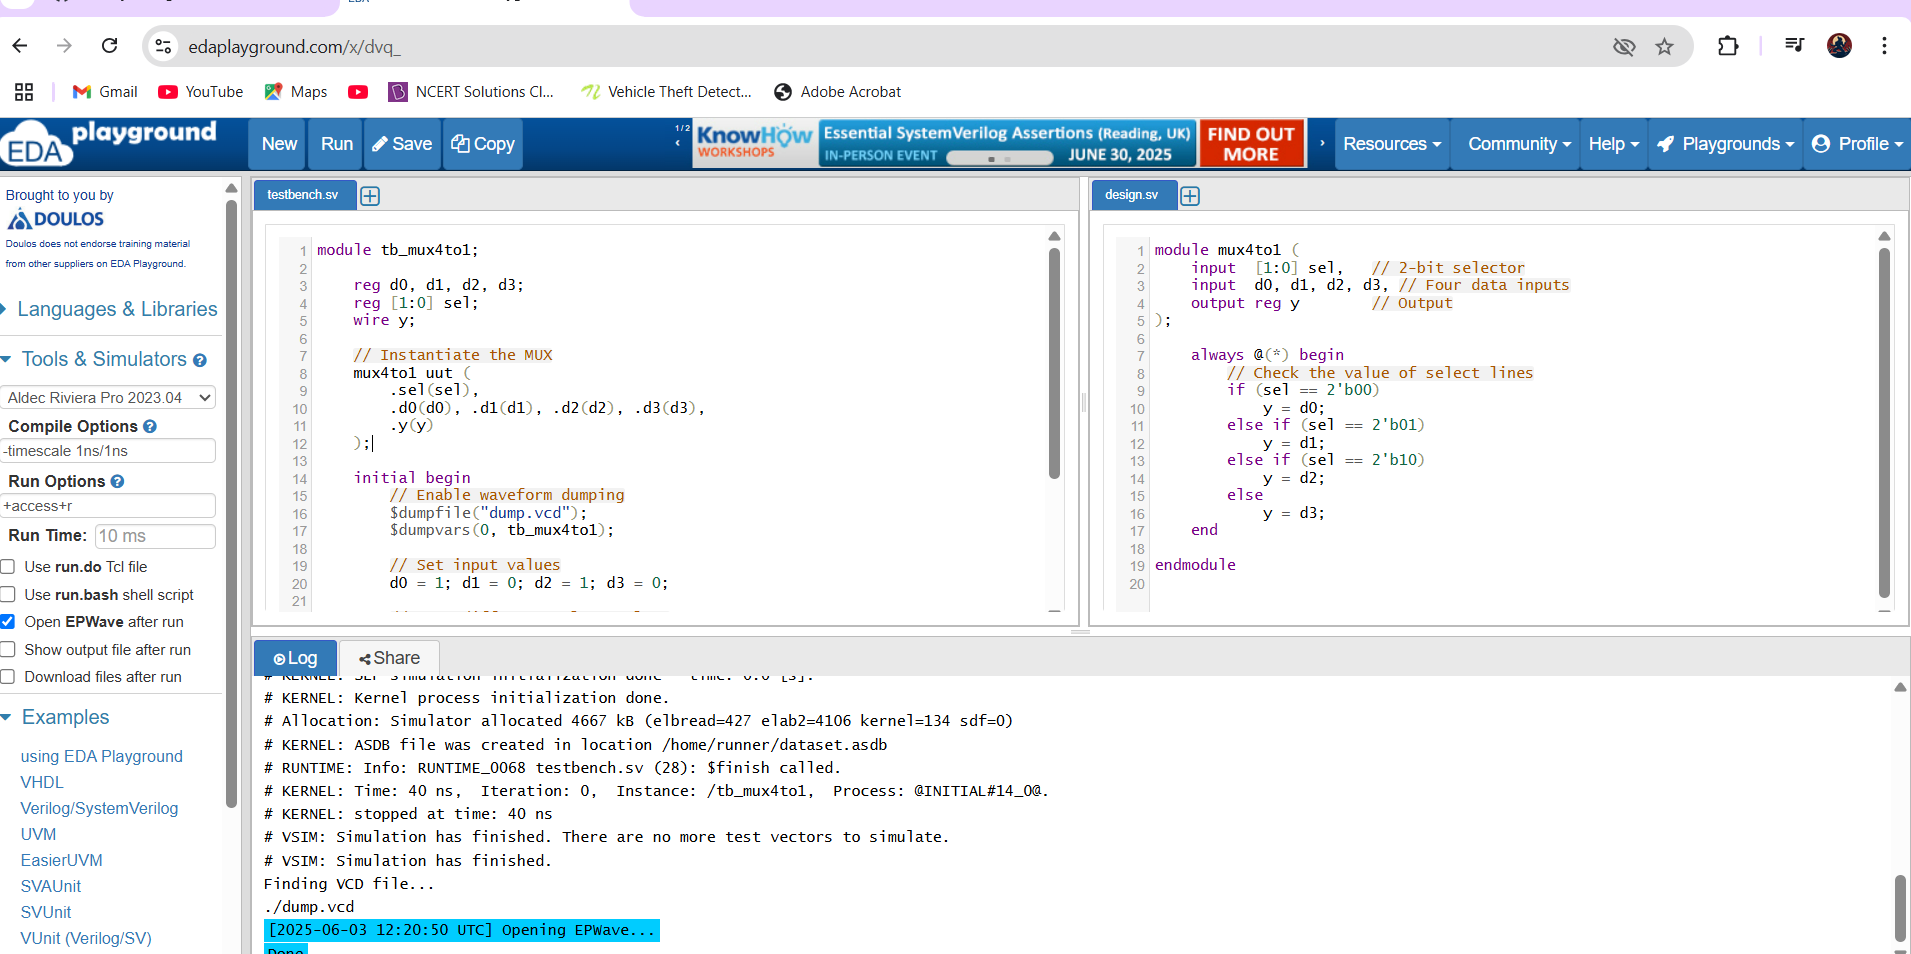 edaplayground.com/x/dvq_
Gmail
YouTube
Maps
NCERT Solutions Cl...
Vehicle Theft Detect...
Adobe Acrobat
EDA playground
New
Run
Save
Copy
1/2
KnowHow
WORKSHOPS
Essential SystemVerilog Assertions (Reading, UK)
IN-PERSON EVENT
JUNE 30, 2025
FIND OUT
MORE
Resources
Community
Help
Playgrounds
Profile
Brought to you by
DOULOS
Doulos does not endorse training material
from other suppliers on EDA Playground.
Languages & Libraries
Tools & Simulators
Aldec Riviera Pro 2023.04
Compile Options
-timescale 1ns/1ns
Run Options
+access+r
Run Time: 10 ms
Use run.do Tcl file
Use run.bash shell script
Open EPWave after run
Show output file after run
Download files after run
Examples
using EDA Playground
VHDL
Verilog/SystemVerilog
UVM
EasierUVM
SVAUnit
SVUnit
VUnit (Verilog/SV)
testbench.sv
1 module tb_mux4to1;
2
3 reg d0, d1, d2, d3;
4 reg [1:0] sel;
5 wire y;
6
7 // Instantiate the MUX
8 mux4to1 uut (
9 .sel(sel),
10 .d0(d0), .d1(d1), .d2(d2), .d3(d3),
11 .y(y)
12 );
13
14 initial begin
15 // Enable waveform dumping
16 $dumpfile("dump.vcd");
17 $dumpvars(0, tb_mux4to1);
18
19 // Set input values
20 d0 = 1; d1 = 0; d2 = 1; d3 = 0;
21
design.sv
1 module mux4to1 (
2 input [1:0] sel, // 2-bit selector
3 input d0, d1, d2, d3, // Four data inputs
4 output reg y // Output
5 );
6
7 always @(*) begin
8 // Check the value of select lines
9 if (sel == 2'b00)
10 y = d0;
11 else if (sel == 2'b01)
12 y = d1;
13 else if (sel == 2'b10)
14 y = d2;
15 else
16 y = d3;
17 end
18
19 endmodule
20
Log
Share
# KERNEL: SLP simulation initialization done - time: 0.0 [s].
# KERNEL: Kernel process initialization done.
# Allocation: Simulator allocated 4667 kB (elbread=427 elab2=4106 kernel=134 sdf=0)
# KERNEL: ASDB file was created in location /home/runner/dataset.asdb
# RUNTIME: Info: RUNTIME_0068 testbench.sv (28): $finish called.
# KERNEL: Time: 40 ns, Iteration: 0, Instance: /tb_mux4to1, Process: @INITIAL#14_0@.
# KERNEL: stopped at time: 40 ns
# VSIM: Simulation has finished. There are no more test vectors to simulate.
# VSIM: Simulation has finished.
Finding VCD file...
./dump.vcd
[2025-06-03 12:20:50 UTC] Opening EPWave...
Done